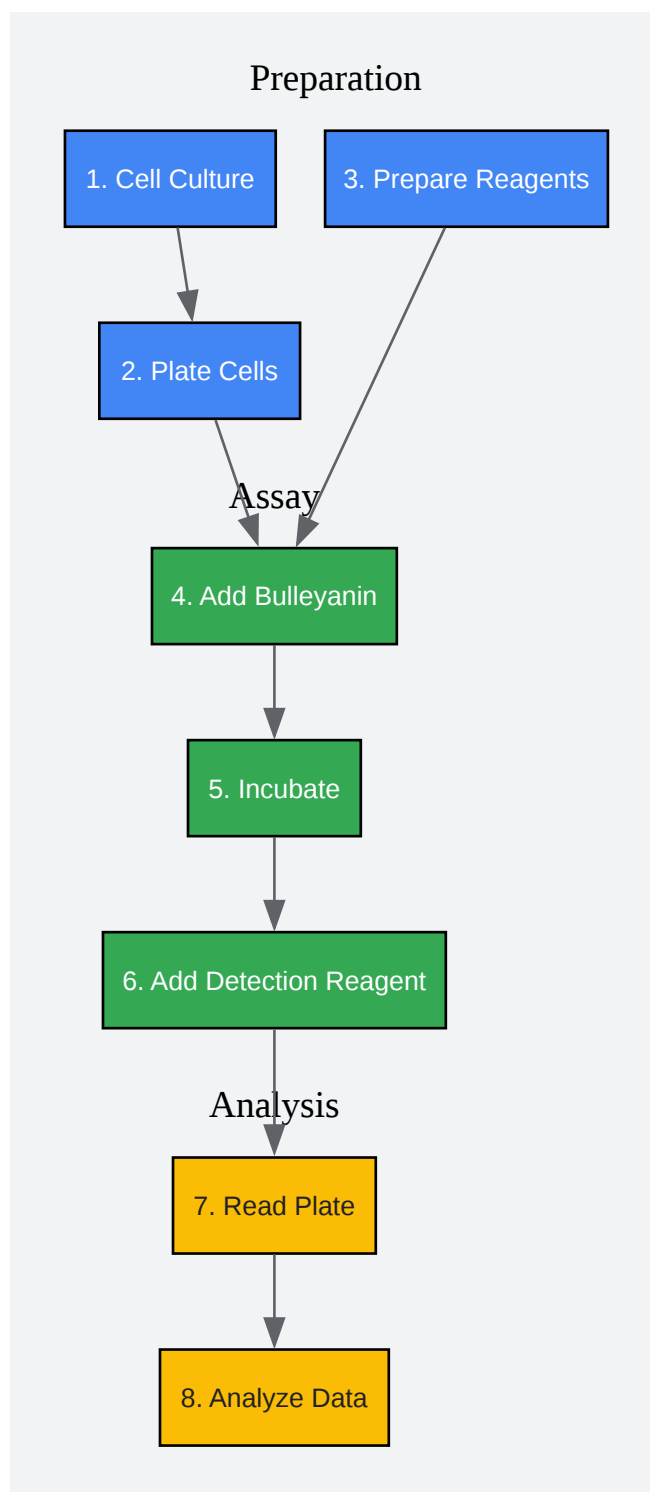 Preparation
1. Cell Culture
3. Prepare Reagents
2. Plate Cells
Assay
4. Add Bulleyanin
5. Incubate
6. Add Detection Reagent
Analysis
7. Read Plate
8. Analyze Data